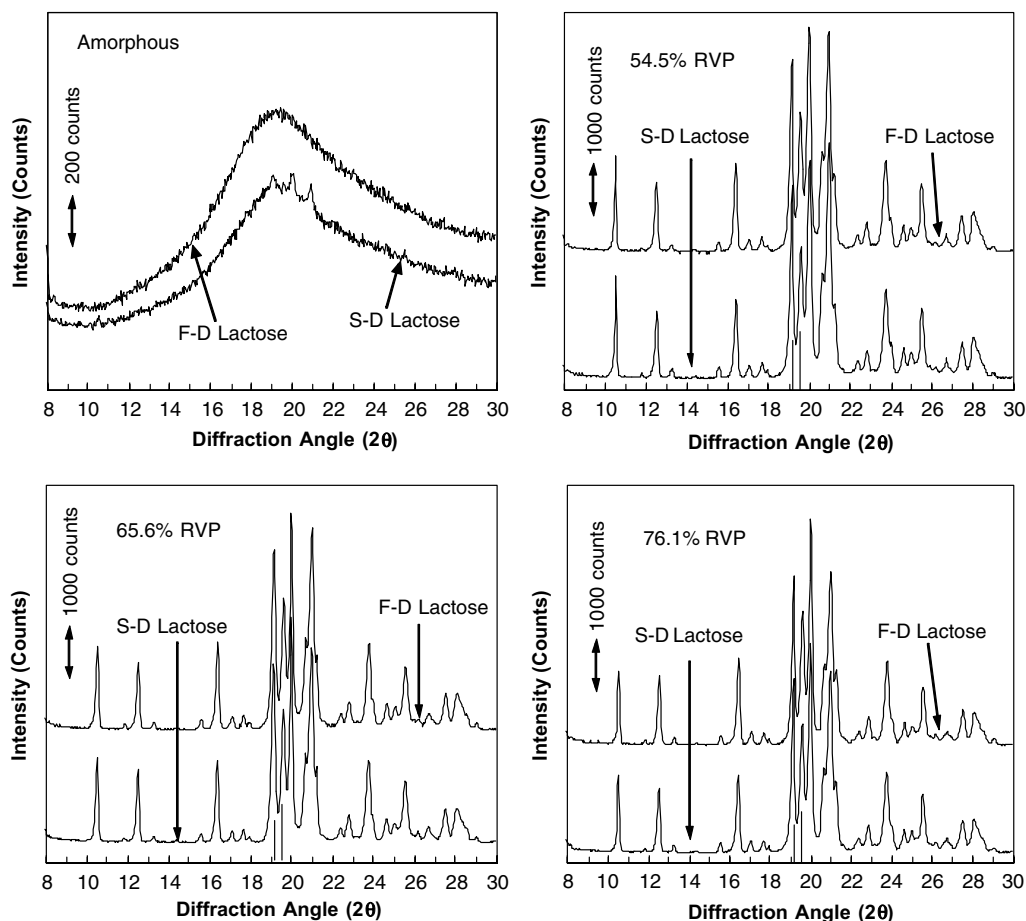 Amorphous
Intensity (Counts)
200 counts
F-D Lactose
S-D Lactose
8 10 12 14 16 18 20 22 24 26 28 30
Diffraction Angle (2θ)
54.5% RVP
Intensity (Counts)
1000 counts
S-D Lactose
F-D Lactose
8 10 12 14 16 18 20 22 24 26 28 30
Diffraction Angle (2θ)
65.6% RVP
Intensity (Counts)
1000 counts
S-D Lactose
F-D Lactose
8 10 12 14 16 18 20 22 24 26 28 30
Diffraction Angle (2θ)
76.1% RVP
Intensity (Counts)
1000 counts
S-D Lactose
F-D Lactose
8 10 12 14 16 18 20 22 24 26 28 30
Diffraction Angle (2θ)